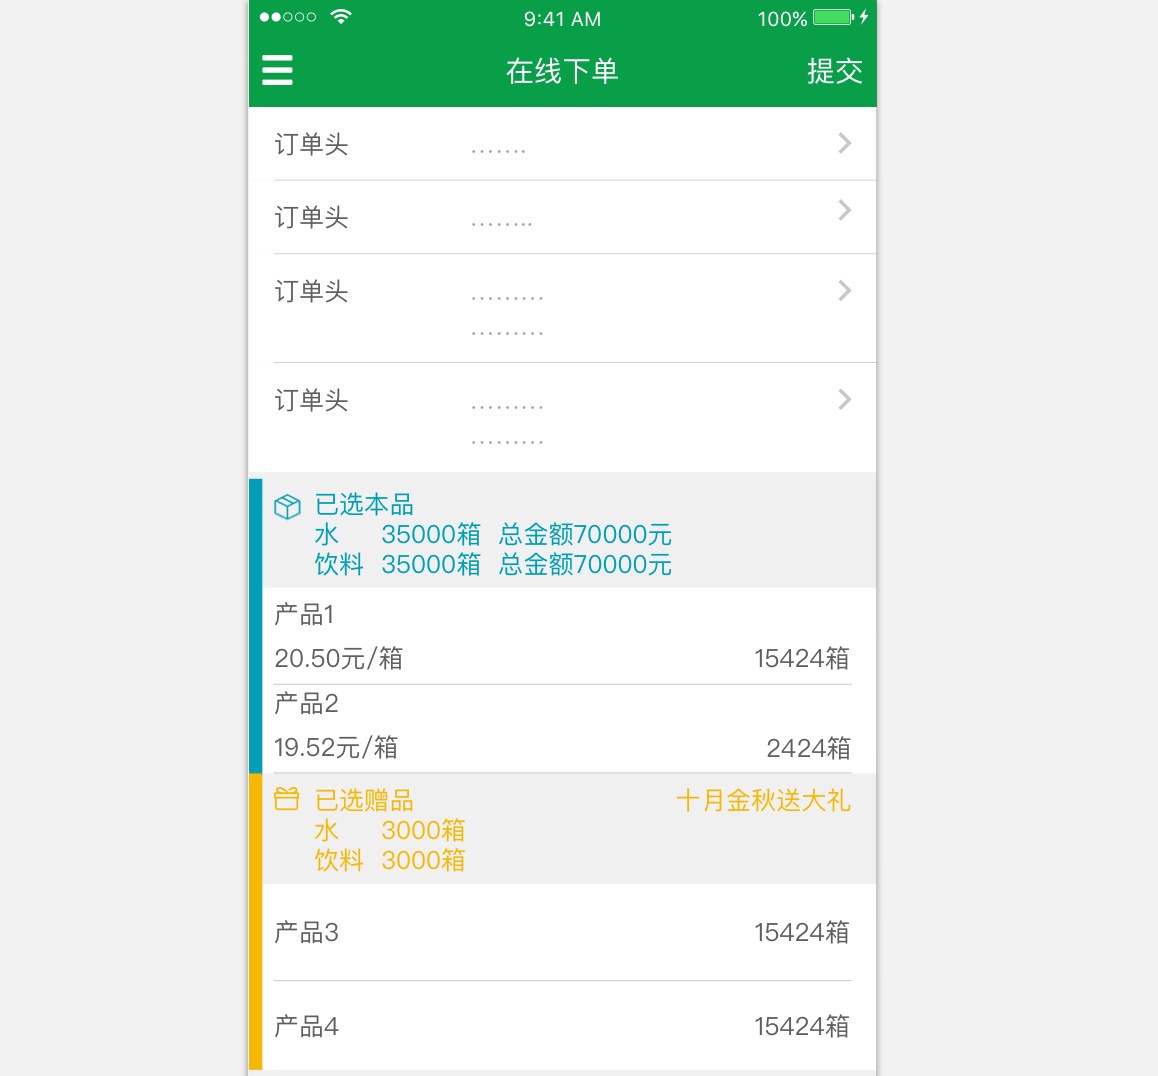 9:41 AM 100%
在线下单 提交
订单头 .......
订单头 ........
订单头 .........
.........
订单头 .........
.........
已选本品
水 35000箱 总金额70000元
饮料 35000箱 总金额70000元
产品1
20.50元/箱 15424箱
产品2
19.52元/箱 2424箱
已选赠品 十月金秋送大礼
水 3000箱
饮料 3000箱
产品3 15424箱
产品4 15424箱